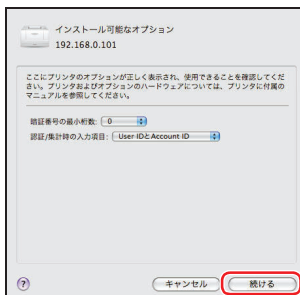 インストール可能なオプション
192.168.0.101
ここにプリンタのオプションが正しく表示され、使用できることを確認してくだ
さい。プリンタおよびオプションのハードウェアについては、プリンタに付属の
マニュアルを参照してください。
暗証番号の最小桁数: 0
認証/集計時の入力項目: User IDとAccount ID
?
キャンセル
続ける